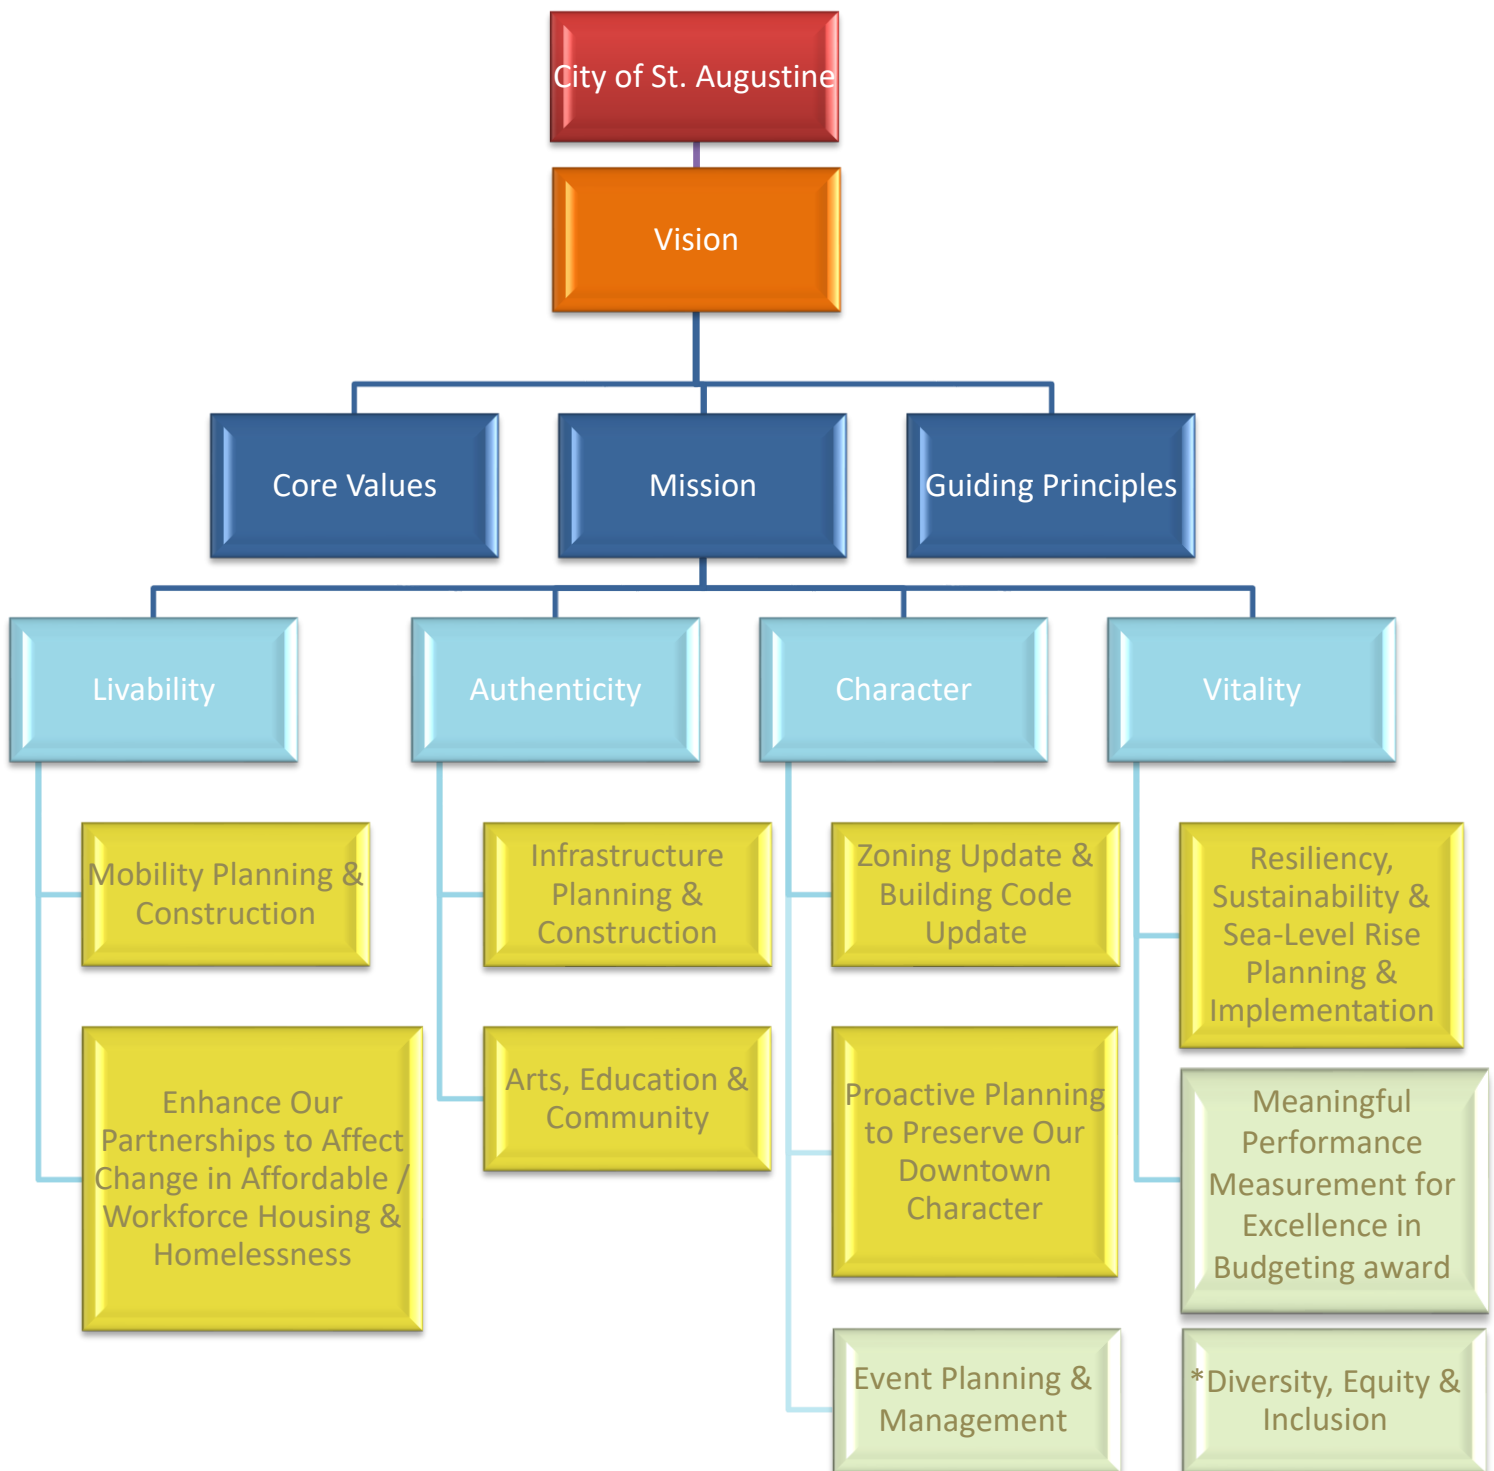 City of St. Augustine
Vision
Core Values
Mission
Guiding Principles
Livability
Authenticity
Character
Vitality
Mobility Planning &
Construction
Enhance Our
Partnerships to Affect
Change in Affordable /
Workforce Housing &
Homelessness
Infrastructure
Planning &
Construction
Arts, Education &
Community
Zoning Update &
Building Code
Update
Proactive Planning
to Preserve Our
Downtown
Character
Event Planning &
Management
Resiliency,
Sustainability &
Sea-Level Rise
Planning &
Implementation
Meaningful
Performance
Measurement for
Excellence in
Budgeting award
*Diversity, Equity &
Inclusion